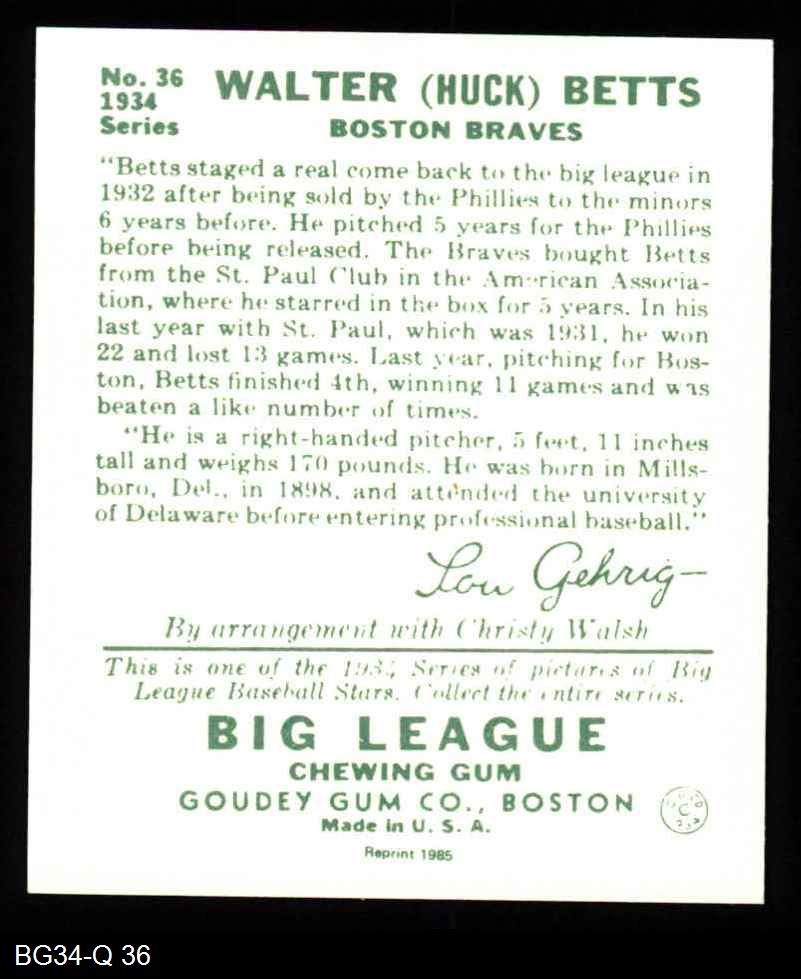 No. 36
1934
Series
WALTER (HUCK) BETTS
BOSTON BRAVES
"Betts staged a real come back to the big league in
1932 after being sold by the Phillies to the minors
6 years before. He pitched 5 years for the Phillies
before being released. The Braves bought Betts
from the St. Paul Club in the American Associa-
tion, where he starred in the box for 5 years. In his
last year with St. Paul, which was 1931, he won
22 and lost 13 games. Last year, pitching for Bos-
ton, Betts finished 4th, winning 11 games and was
beaten a like number of times.
"He is a right-handed pitcher, 5 feet, 11 inches
tall and weighs 170 pounds. He was born in Mills-
boro, Del., in 1898, and attended the university
of Delaware before entering professional baseball."
Lou Gehrig
By arrangement with Christy Walsh
This is one of the 1934 Series of pictures of Big
League Baseball Stars. Collect the entire series.
BIG LEAGUE
CHEWING GUM
GOUDEY GUM CO., BOSTON
Made in U. S. A.
Reprint 1985
BG34-Q 36